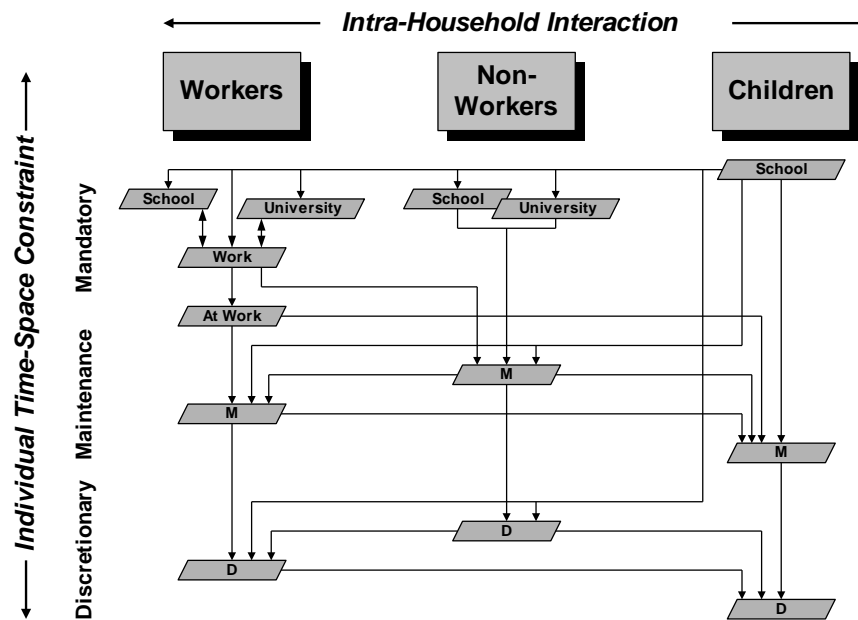 Intra-Household Interaction
Workers
Non-
Workers
Children
Individual Time-Space Constraint
Mandatory
Maintenance
Discretionary
School
School
University
School
University
Work
At Work
M
M
M
D
D
D